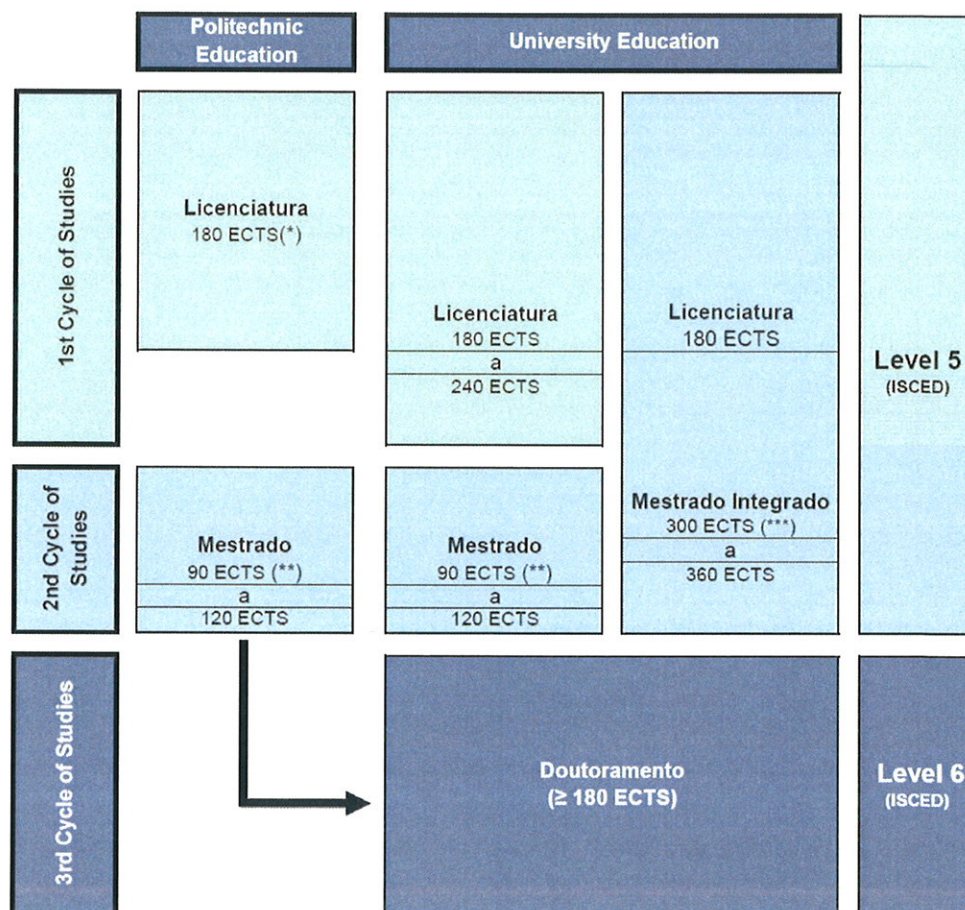 Politechnic
Education
University Education
1st Cycle of Studies
Licenciatura
180 ECTS(*)
Licenciatura
180 ECTS
a
240 ECTS
Licenciatura
180 ECTS
Level 5
(ISCED)
2nd Cycle of
Studies
Mestrado
90 ECTS (**)
a
120 ECTS
Mestrado
90 ECTS (**)
a
120 ECTS
Mestrado Integrado
300 ECTS (***)
a
360 ECTS
3rd Cycle of Studies
Doutoramento
(≥ 180 ECTS)
Level 6
(ISCED)